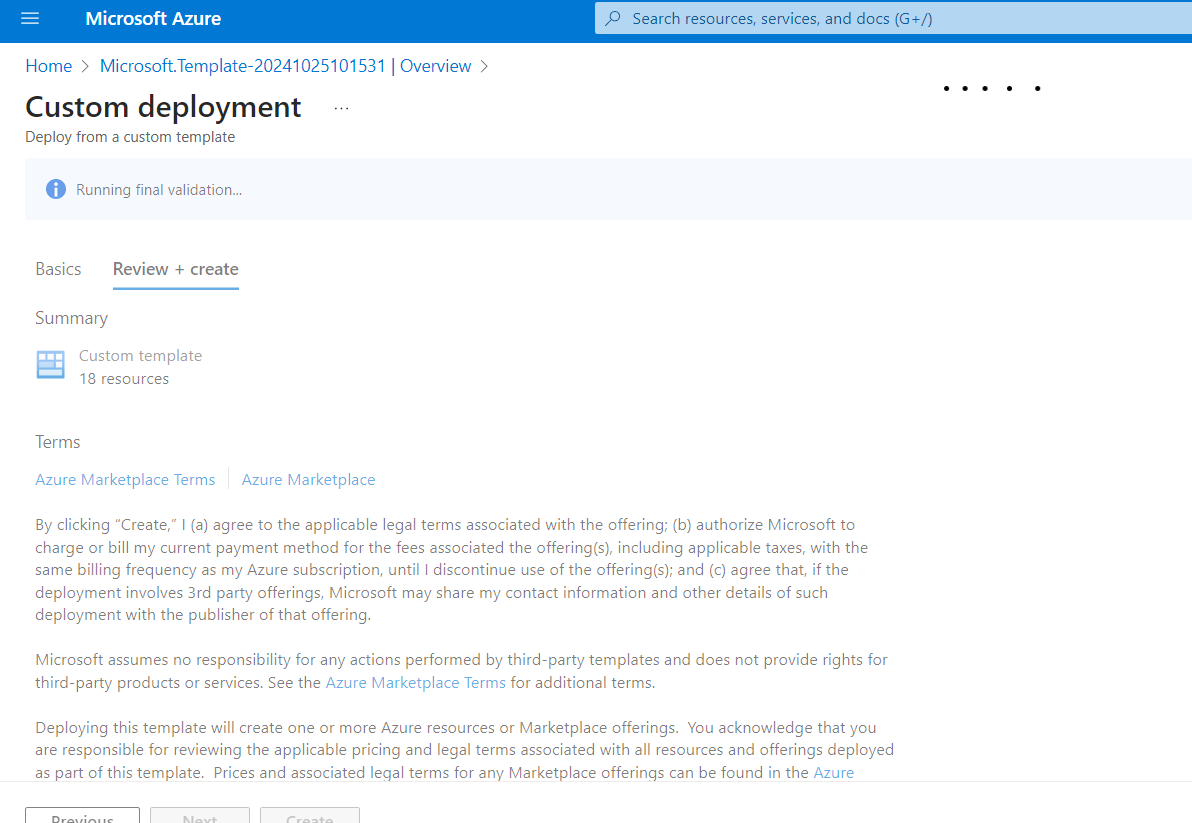 Microsoft Azure
Search resources, services, and docs (G+/)
Home > Microsoft.Template-20241025101531 | Overview >
Custom deployment ...
Deploy from a custom template
Running final validation...
Basics Review + create
Summary
Custom template
18 resources
Terms
Azure Marketplace Terms Azure Marketplace
By clicking “Create,” I (a) agree to the applicable legal terms associated with the offering; (b) authorize Microsoft to
charge or bill my current payment method for the fees associated the offering(s), including applicable taxes, with the
same billing frequency as my Azure subscription, until I discontinue use of the offering(s); and (c) agree that, if the
deployment involves 3rd party offerings, Microsoft may share my contact information and other details of such
deployment with the publisher of that offering.
Microsoft assumes no responsibility for any actions performed by third-party templates and does not provide rights for
third-party products or services. See the Azure Marketplace Terms for additional terms.
Deploying this template will create one or more Azure resources or Marketplace offerings.  You acknowledge that you
are responsible for reviewing the applicable pricing and legal terms associated with all resources and offerings deployed
as part of this template.  Prices and associated legal terms for any Marketplace offerings can be found in the Azure
Previous Next Create